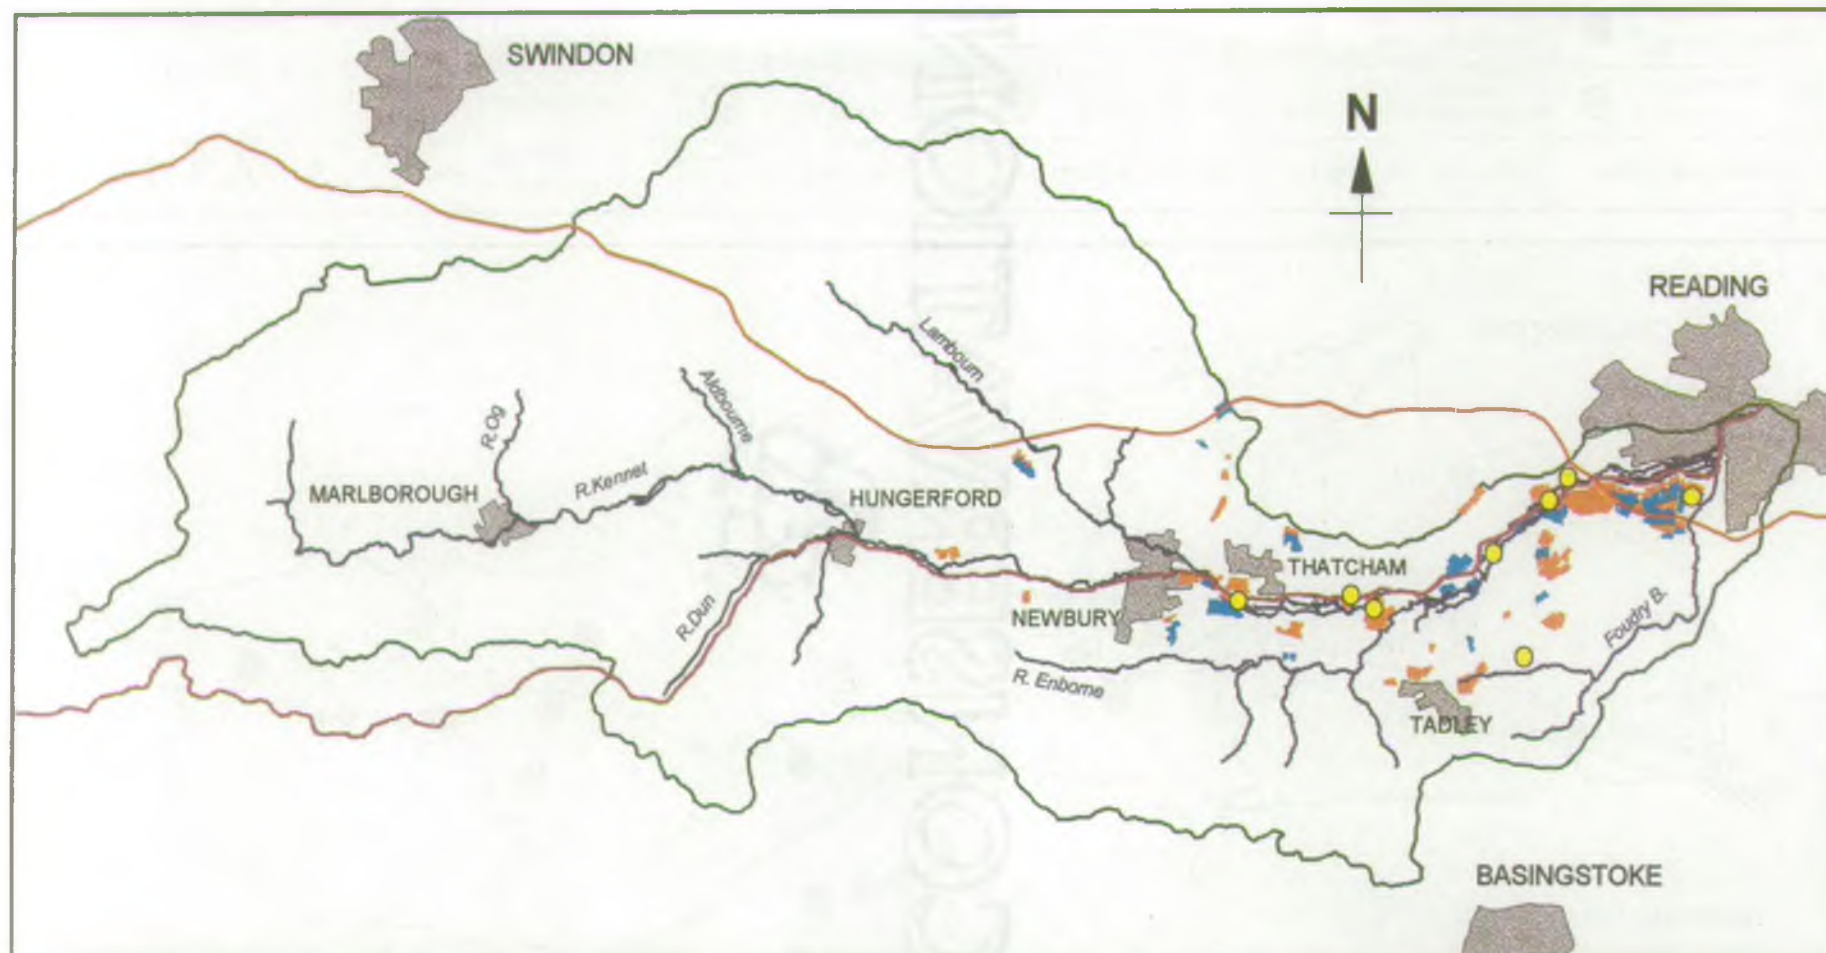 SWINDON
N
READING
Lambourn
Aldbourne
R.Og
R.Kennet
MARLBOROUGH
HUNGERFORD
THATCHAM
NEWBURY
R.Dun
R. Enborne
Foudry B.
TADLEY
BASINGSTOKE